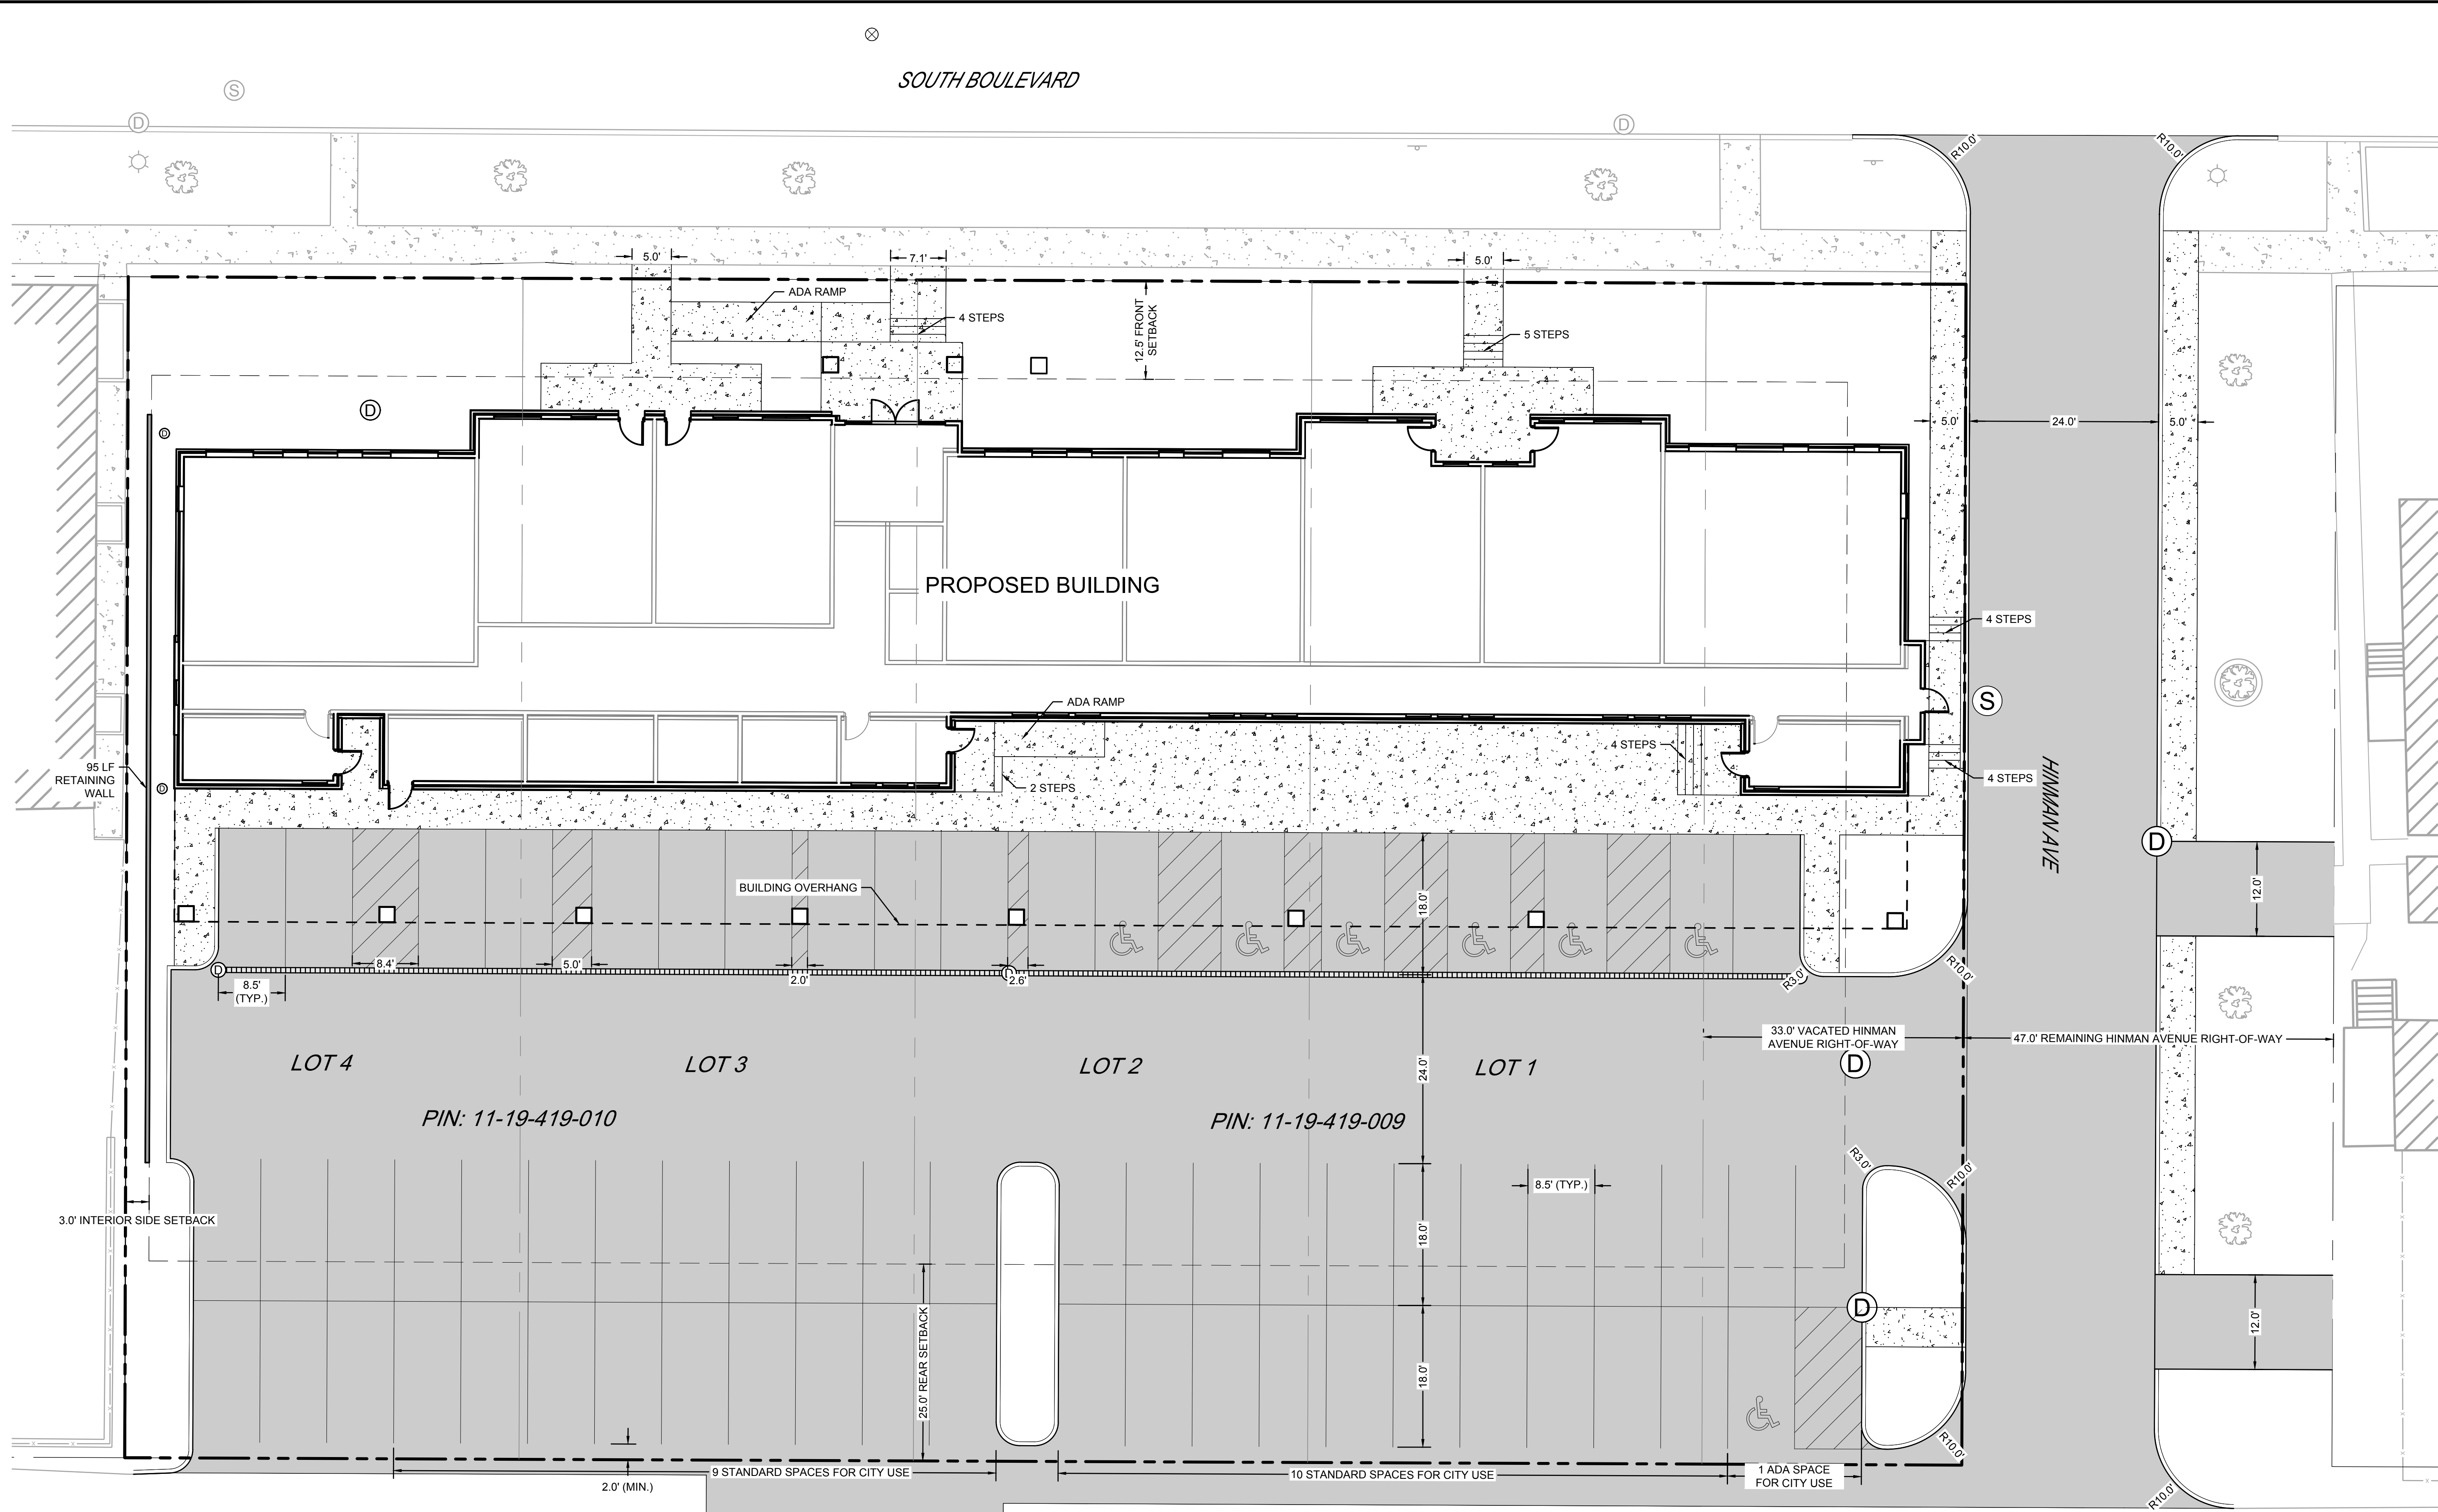 SOUTH BOULEVARD
S
D
D
R10.0'
R10.0'
5.0'
7.1'
5.0'
ADA RAMP
4 STEPS
12.5' FRONT
SETBACK
5 STEPS
D
D
5.0'
24.0'
5.0'
PROPOSED BUILDING
4 STEPS
S
ADA RAMP
4 STEPS
2 STEPS
4 STEPS
95 LF
RETAINING
WALL
D
HINMAN AVE
D
12.0'
BUILDING OVERHANG
18.0'
8.4'
5.0'
2.0'
2.6'
D
D
8.5'
(TYP.)
R3.0'
R10.0'
33.0' VACATED HINMAN
AVENUE RIGHT-OF-WAY
47.0' REMAINING HINMAN AVENUE RIGHT-OF-WAY
LOT 4
LOT 3
LOT 2
LOT 1
24.0'
D
PIN: 11-19-419-010
PIN: 11-19-419-009
R3.0'
R10.0'
8.5' (TYP.)
3.0' INTERIOR SIDE SETBACK
18.0'
D
12.0'
25.0' REAR SETBACK
18.0'
R10.0'
9 STANDARD SPACES FOR CITY USE
10 STANDARD SPACES FOR CITY USE
1 ADA SPACE
FOR CITY USE
2.0' (MIN.)
R10.0'